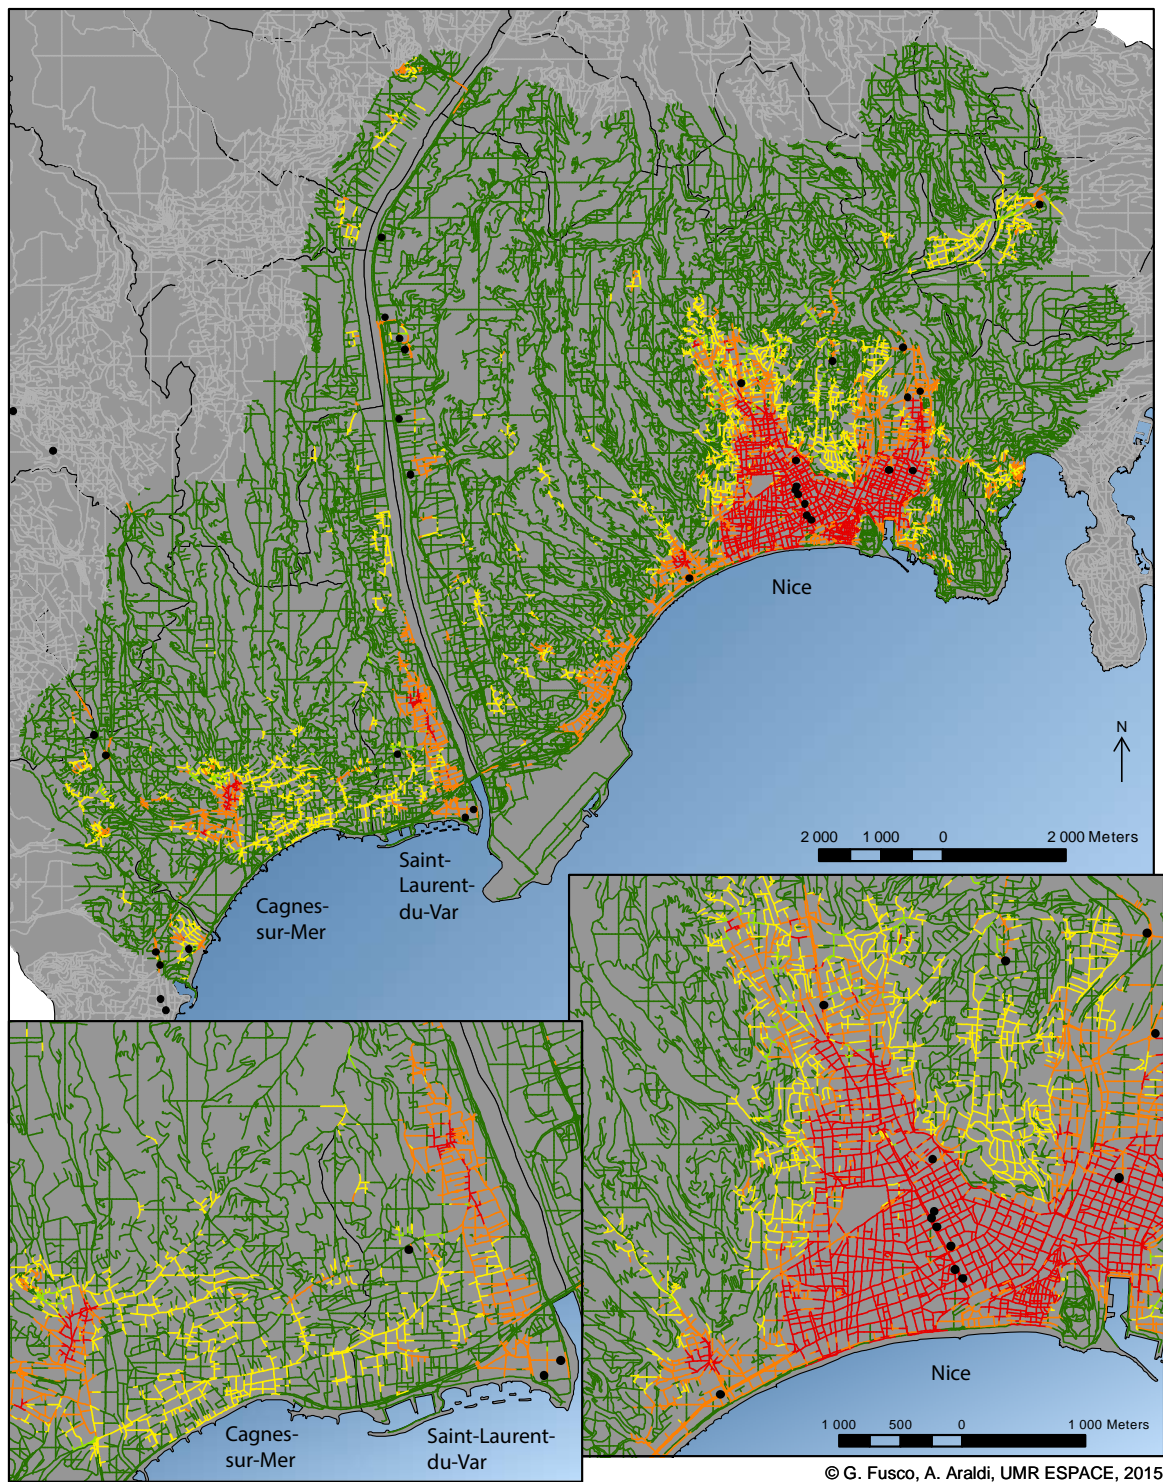 Nice
N
2 000 1 000 0 2 000 Meters
Saint-
Laurent-
du-Var
Cagnes-
sur-Mer
Nice
1 000 500 0 1 000 Meters
Cagnes-
sur-Mer
Saint-Laurent-
du-Var
© G. Fusco, A. Araldi, UMR ESPACE, 2015